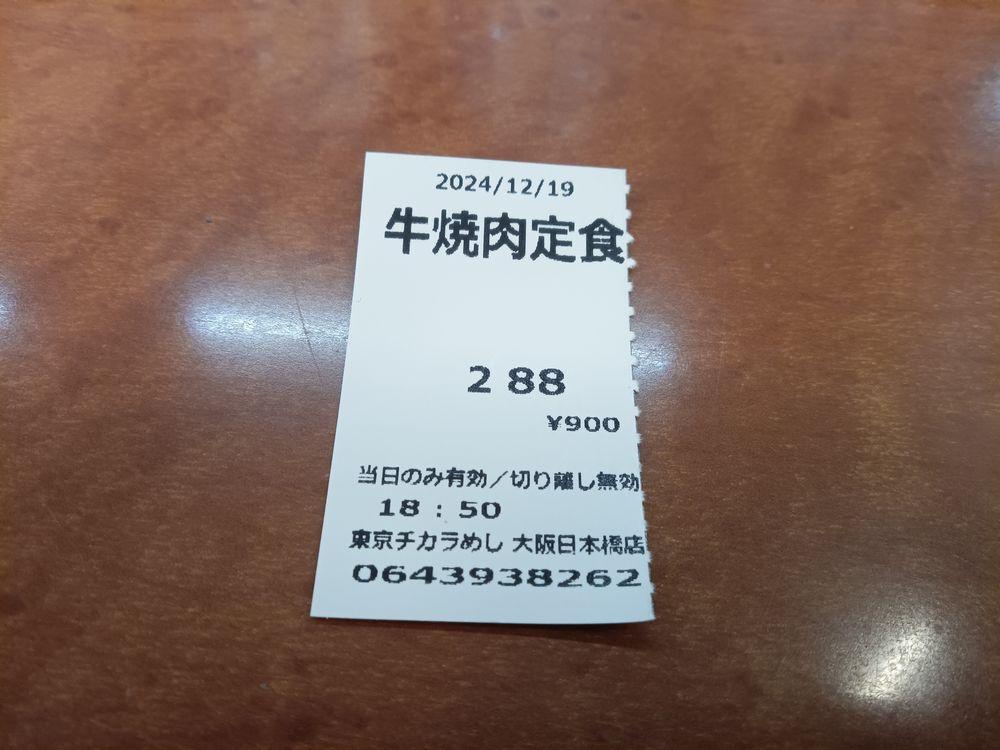 2024/12/19
牛焼肉定食
2 88
¥900
当日のみ有効／切り離し無効
18 : 50
東京チカラめし 大阪日本橋店
0643938262